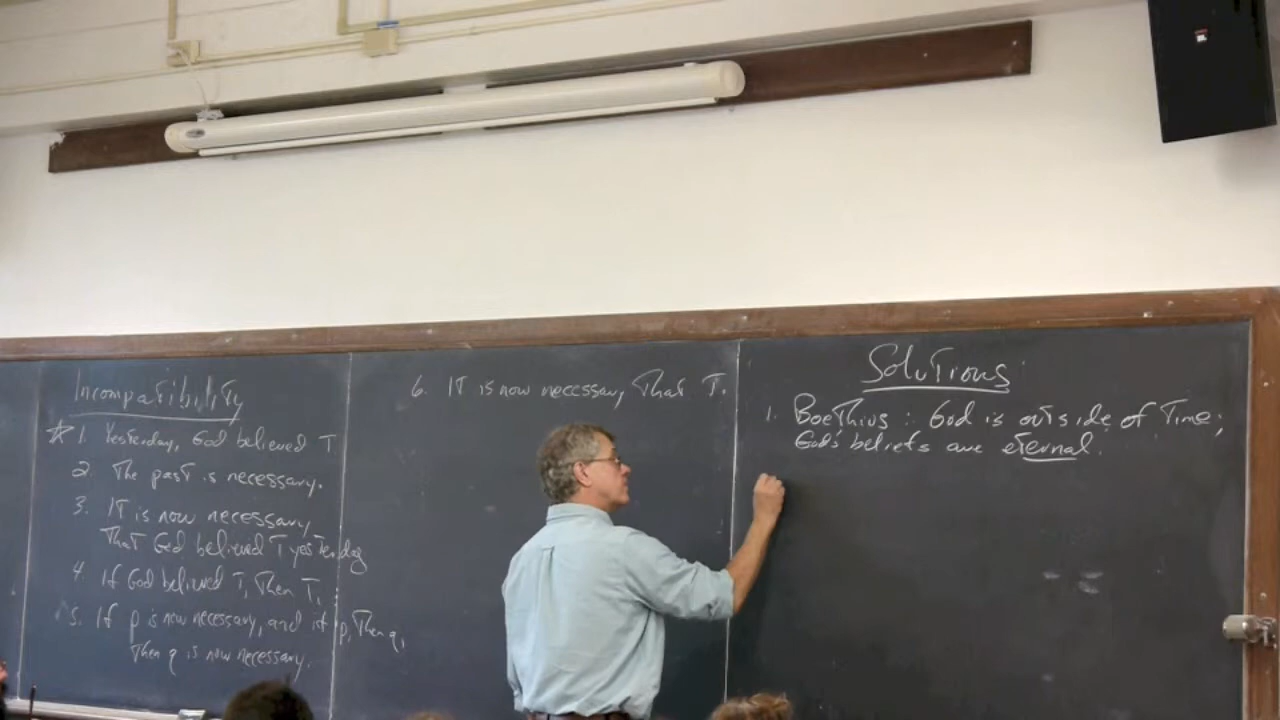 Incompatibility
☆ 1. Yesterday, God believed T
2 The past is necessary.
3. IT is now necessary
That God believed T yesterday
4. If God believed T, Then T.
5. If p is now necessary, and if p, Then q,
Then q is now necessary.
6. IT is now necessary That T.
Solutions:
1. Boethius: God is outside of Time;
God's beliefs are eternal.